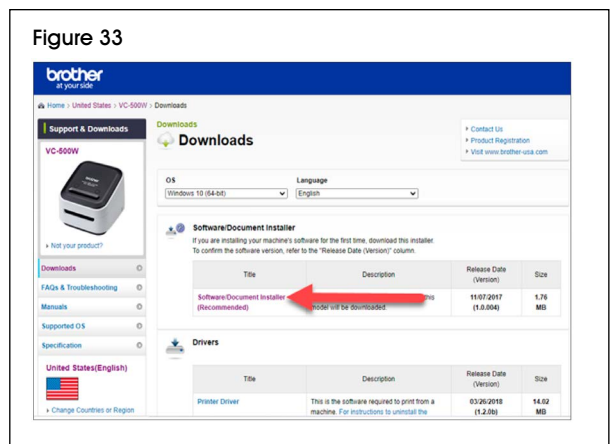 Figure 33
brother
at your side
Home > United States > VC-500W > Downloads
Support & Downloads
VC-500W
Not your product?
Downloads
FAQs & Troubleshooting
Manuals
Supported OS
Specification
United States(English)
Change Countries or Region
Downloads
Downloads
Contact Us
Product Registration
Visit www.brother-usa.com
OS
Language
Windows 10 (64-bit)
English
Software/Document Installer
If you are installing your machine's software for the first time, download this installer.
To confirm the software version, refer to the "Release Date (Version)" column.
Title
Description
Release Date
(Version)
Size
Software/Document Installer
(Recommended)
this
model will be downloaded.
11/07/2017
(1.0.004)
1.76
MB
Drivers
Title
Description
Release Date
(Version)
Size
Printer Driver
This is the software required to print from a
machine. For instructions to uninstall the
03/26/2018
(1.2.0b)
14.02
MB